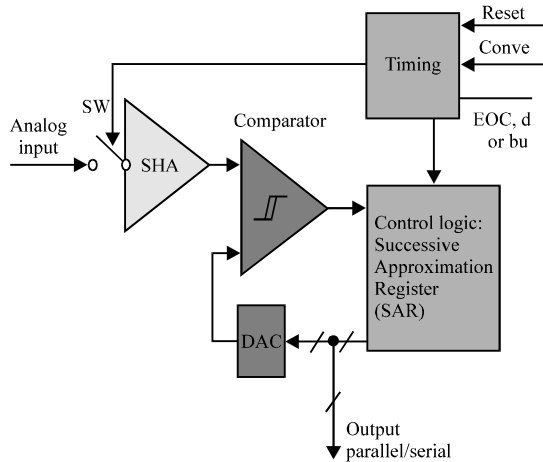 Reset
Conve
Timing
SW
EOC, d
or bu
Analog
input
Comparator
SHA
Control logic:
Successive
Approximation
Register
(SAR)
DAC
Output
parallel/serial